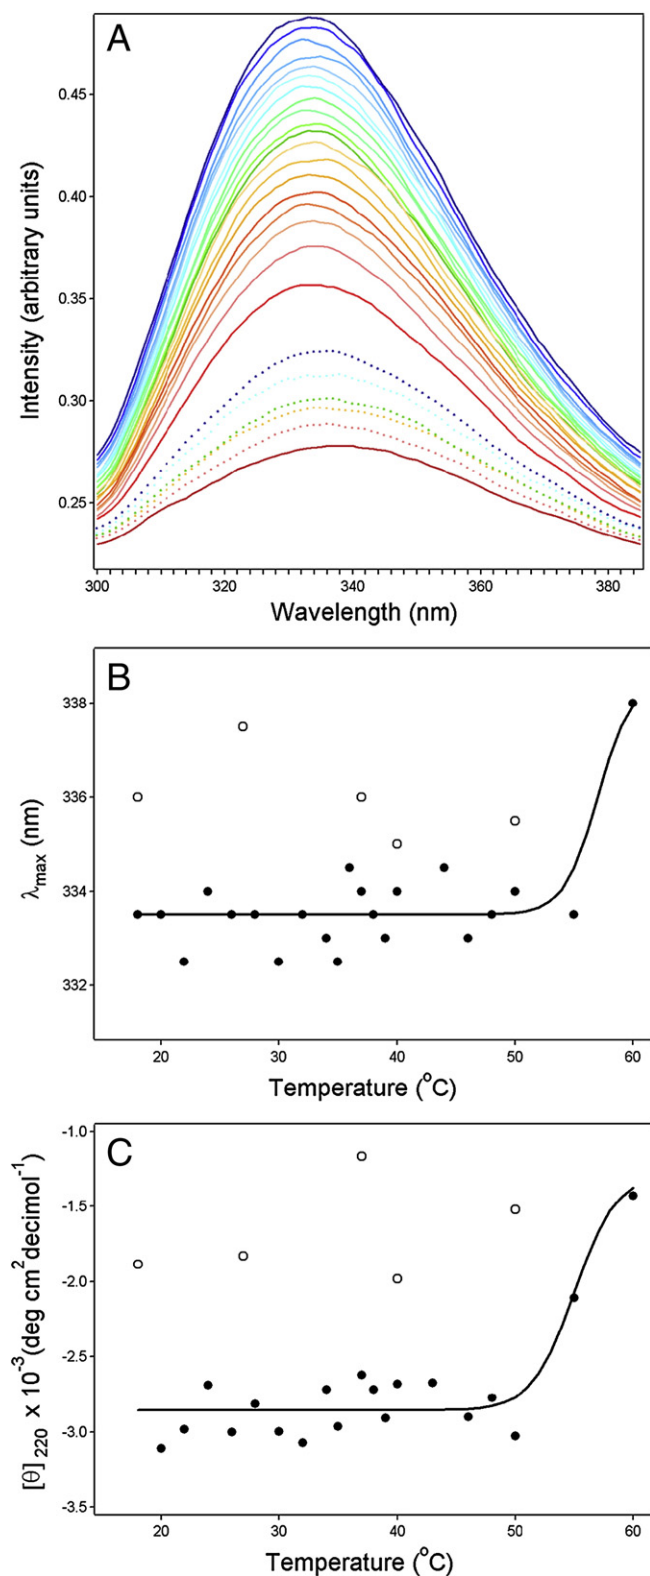 A
0.45
0.40
0.35
0.30
0.25
Intensity (arbitrary units)
300 320 340 360 380
Wavelength (nm)
B
338
336
334
332
λmax (nm)
20 30 40 50 60
Temperature (°C)
C
-1.0
-1.5
-2.0
-2.5
-3.0
-3.5
[θ]220 x 10⁻³ (deg cm² decimol⁻¹)
20 30 40 50 60
Temperature (°C)